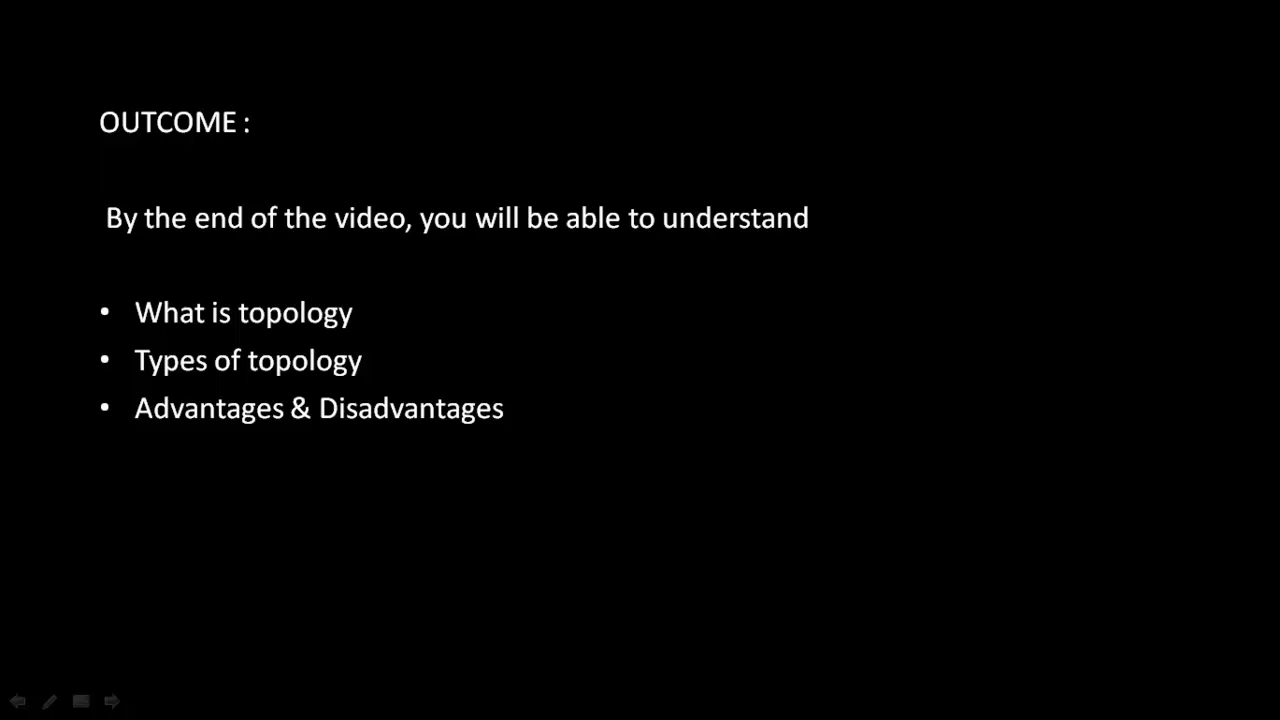 OUTCOME :
By the end of the video, you will be able to understand
• What is topology
• Types of topology
• Advantages & Disadvantages